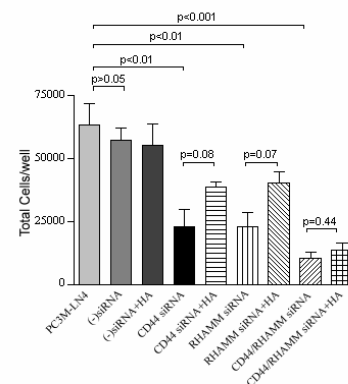 p<0.001
p<0.01
p<0.01
p>0.05
p=0.08
p=0.07
p=0.44
Total Cells/well
75000
50000
25000
0
PC3M-LN4
(-)siRNA
(-)siRNA+HA
CD44 siRNA
CD44 siRNA+HA
RHAMM siRNA
RHAMM siRNA+HA
CD44/RHAMM siRNA
CD44/RHAMM siRNA+HA